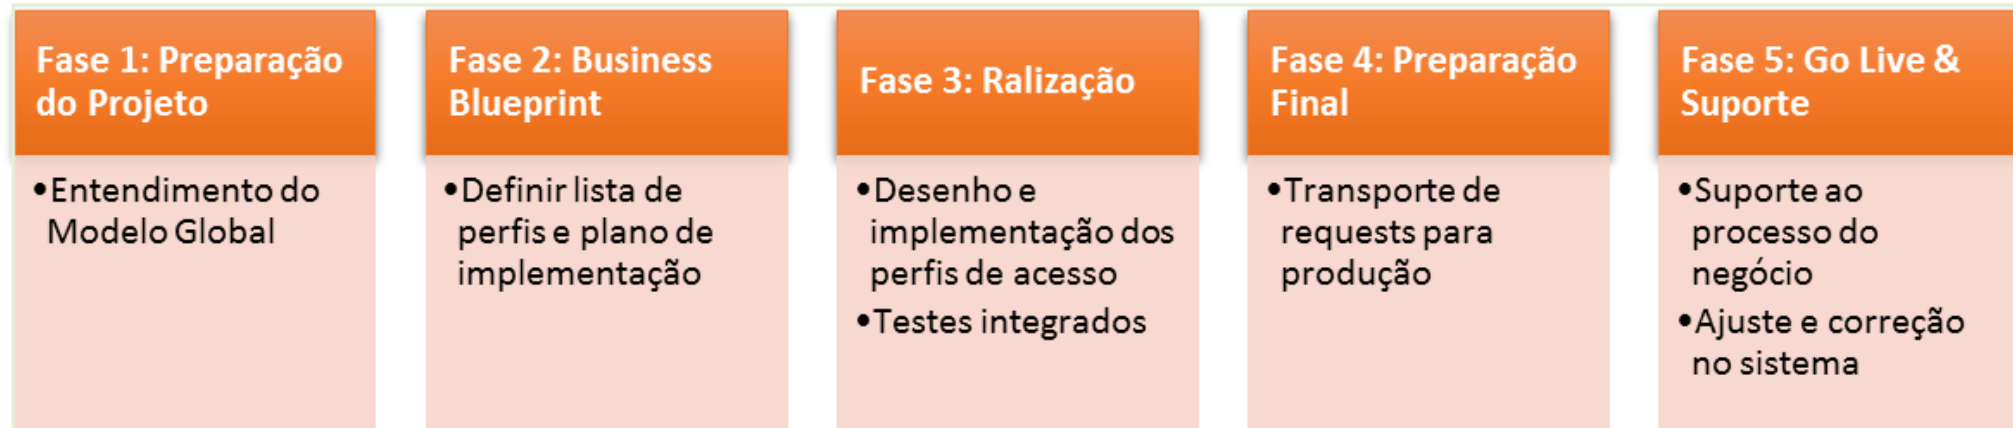 Fase 1: Preparação
do Projeto
•Entendimento do
Modelo Global
Fase 2: Business
Blueprint
•Definir lista de
perfis e plano de
implementação
Fase 3: Ralização
•Desenho e
implementação dos
perfis de acesso
•Testes integrados
Fase 4: Preparação
Final
•Transporte de
requests para
produção
Fase 5: Go Live &
Suporte
•Suporte ao
processo do
negócio
•Ajuste e correção
no sistema